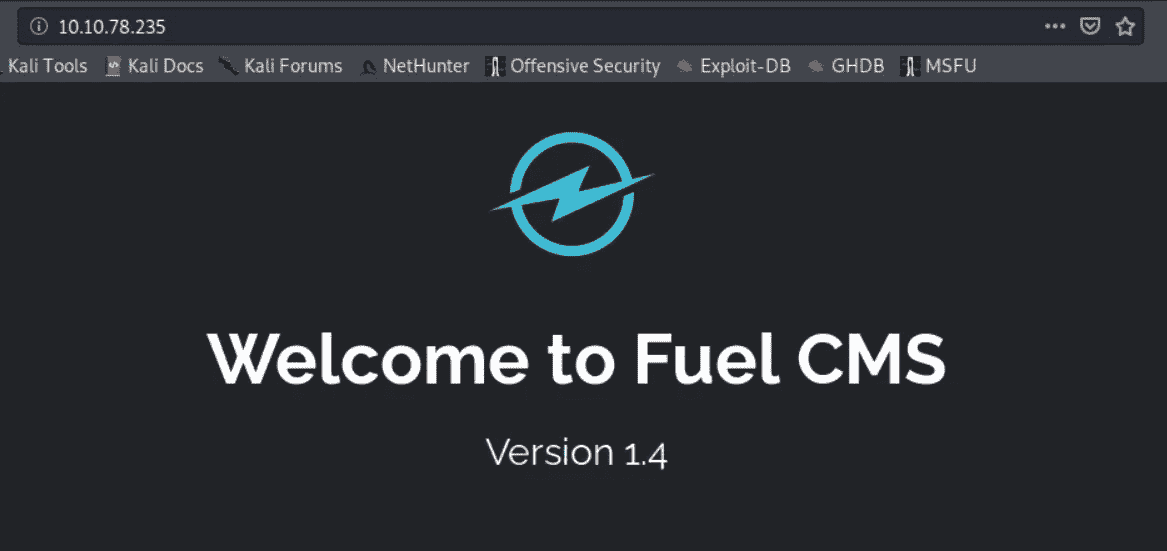 10.10.78.235
Kali Tools Kali Docs Kali Forums NetHunter Offensive Security Exploit-DB GHDB MSFU
Welcome to Fuel CMS
Version 1.4